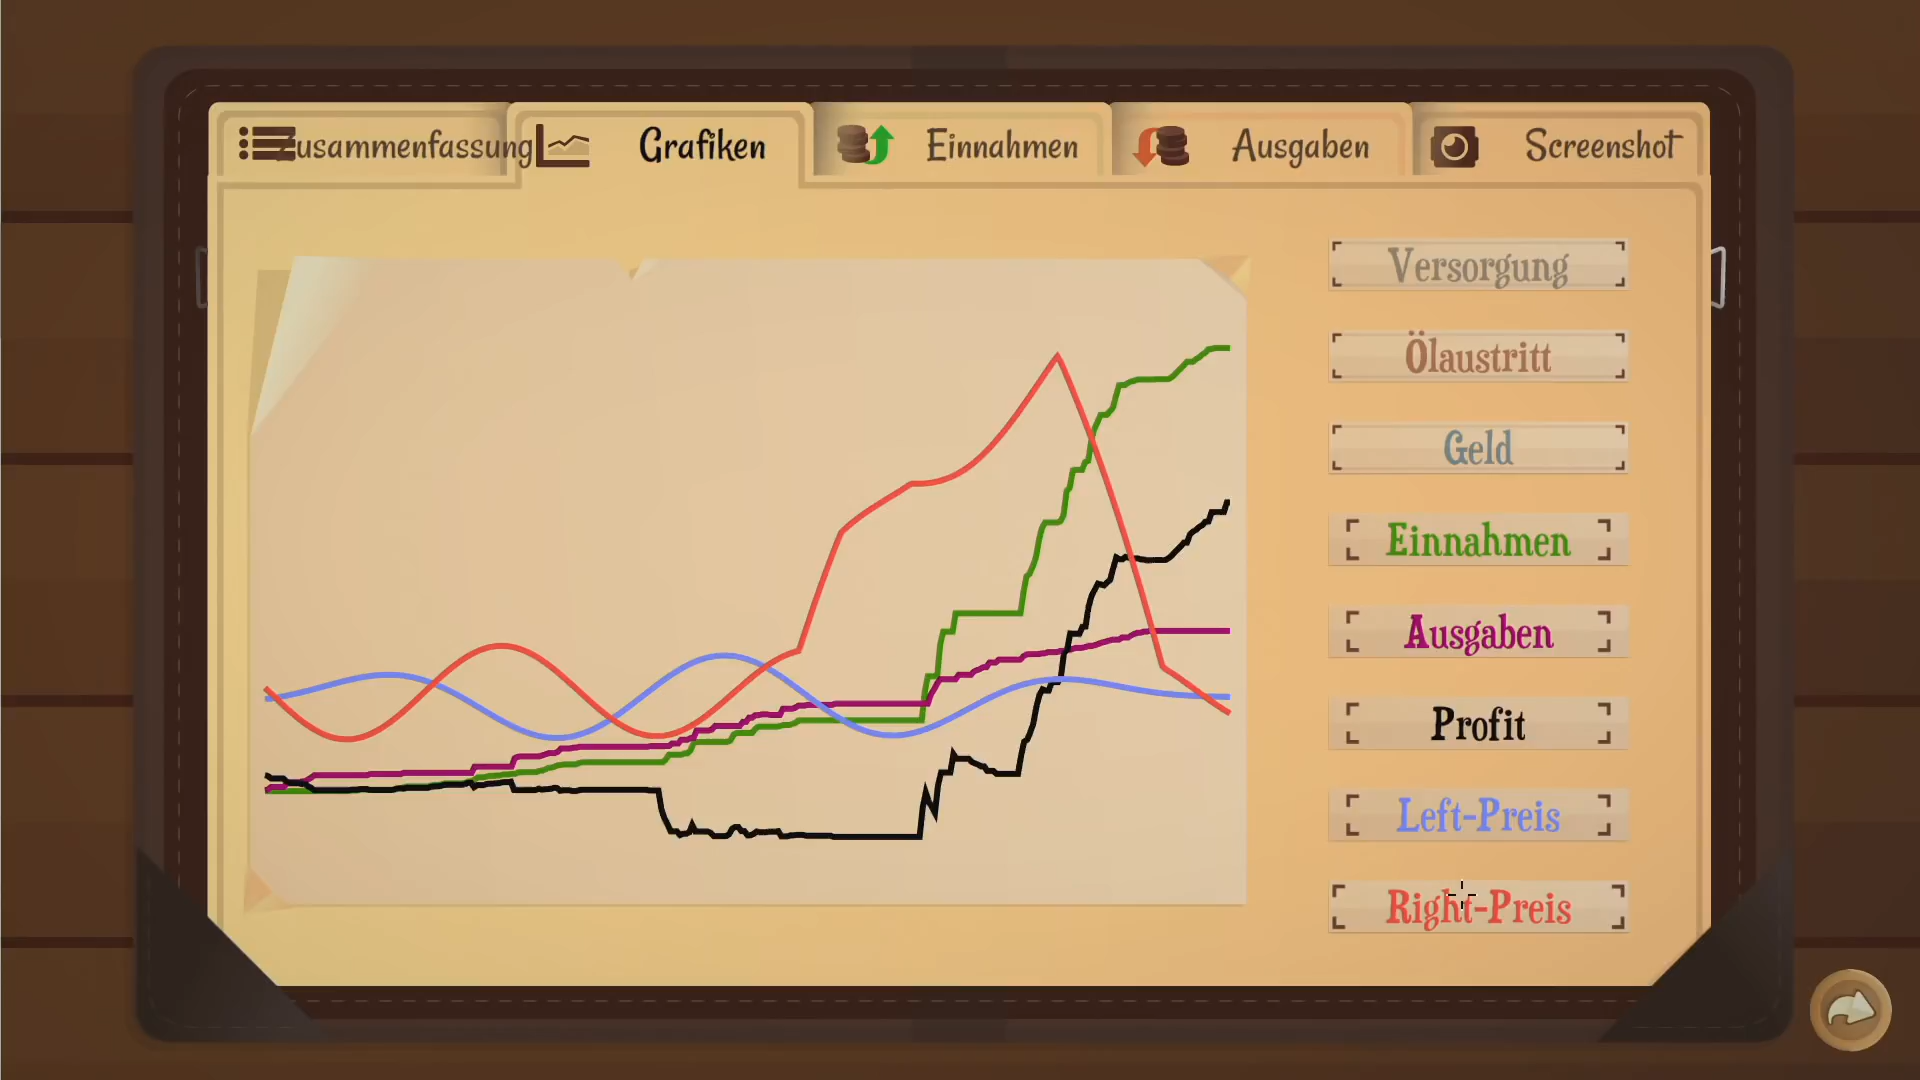 Zusammenfassung
Grafiken
Einnahmen
Ausgaben
Screenshot
Versorgung
Ölaustritt
Geld
Einnahmen
Ausgaben
Profit
Left-Preis
Right-Preis